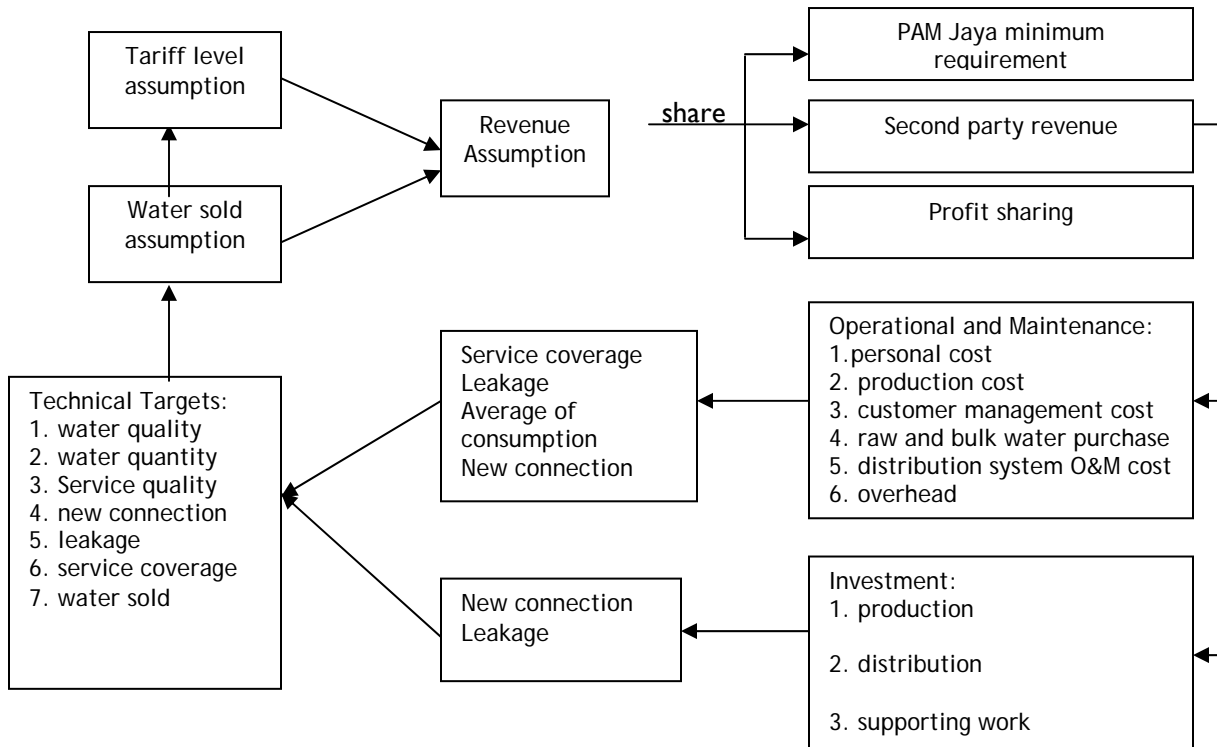 Tariff level
assumption
Water sold
assumption
Revenue
Assumption
share
PAM Jaya minimum
requirement
Second party revenue
Profit sharing
Technical Targets:
1. water quality
2. water quantity
3. Service quality
4. new connection
5. leakage
6. service coverage
7. water sold
Service coverage
Leakage
Average of
consumption
New connection
New connection
Leakage
Operational and Maintenance:
1.personal cost
2. production cost
3. customer management cost
4. raw and bulk water purchase
5. distribution system O&M cost
6. overhead
Investment:
1. production
2. distribution
3. supporting work